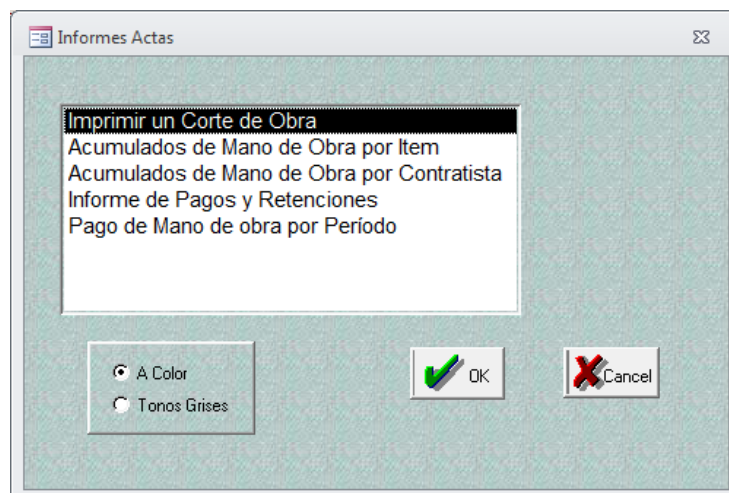 Informes Actas
Imprimir un Corte de Obra
Acumulados de Mano de Obra por Item
Acumulados de Mano de Obra por Contratista
Informe de Pagos y Retenciones
Pago de Mano de obra por Período
A Color
Tonos Grises
OK
Cancel